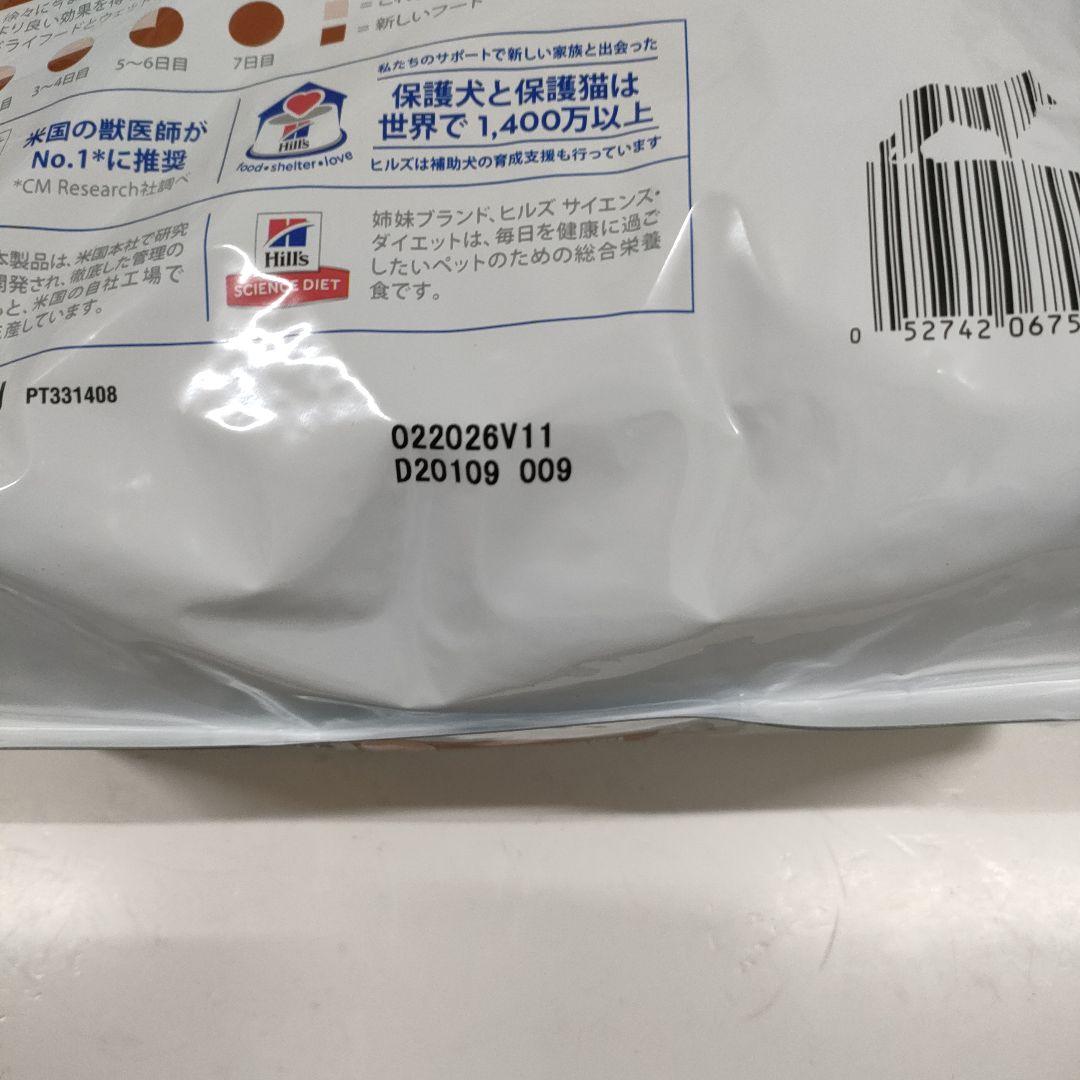 = 新しいフード
3〜4日目
5〜6日目
7日目
米国の獣医師が
No.1*に推奨
*CM Research社調べ
Hill's
food•shelter•love
私たちのサポートで新しい家族と出会った
保護犬と保護猫は
世界で 1,400万以上
ヒルズは補助犬の育成支援も行っています
本製品は、米国本社で研究
開発され、徹底した管理の
と、米国の自社工場で
産しています。
Hill's
SCIENCE DIET
姉妹ブランド、ヒルズ サイエンス・
ダイエットは、毎日を健康に過ご
したいペットのための総合栄養
食です。
0 52742 0675
PT331408
022026V11
D20109 009